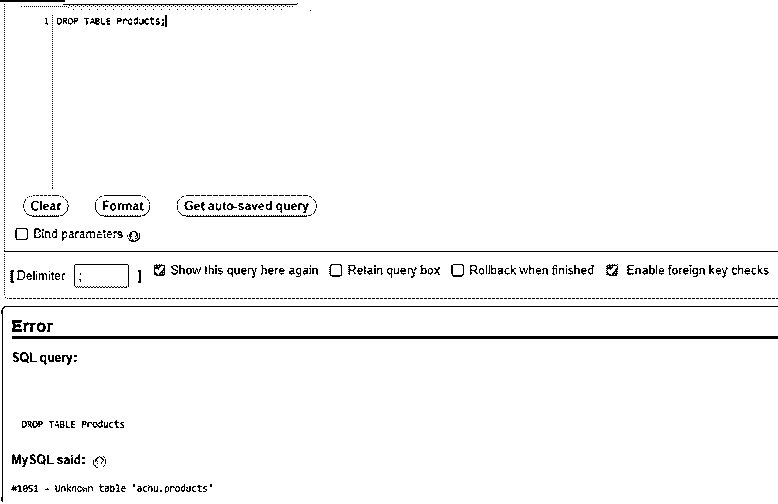 1 DROP TABLE Products;
Clear Format Get auto-saved query
Bind parameters
[ Delimiter ; ] Show this query here again Retain query box Rollback when finished Enable foreign key checks
Error
SQL query:
DROP TABLE Products
MySQL said:
#1051 - Unknown table 'achu.products'